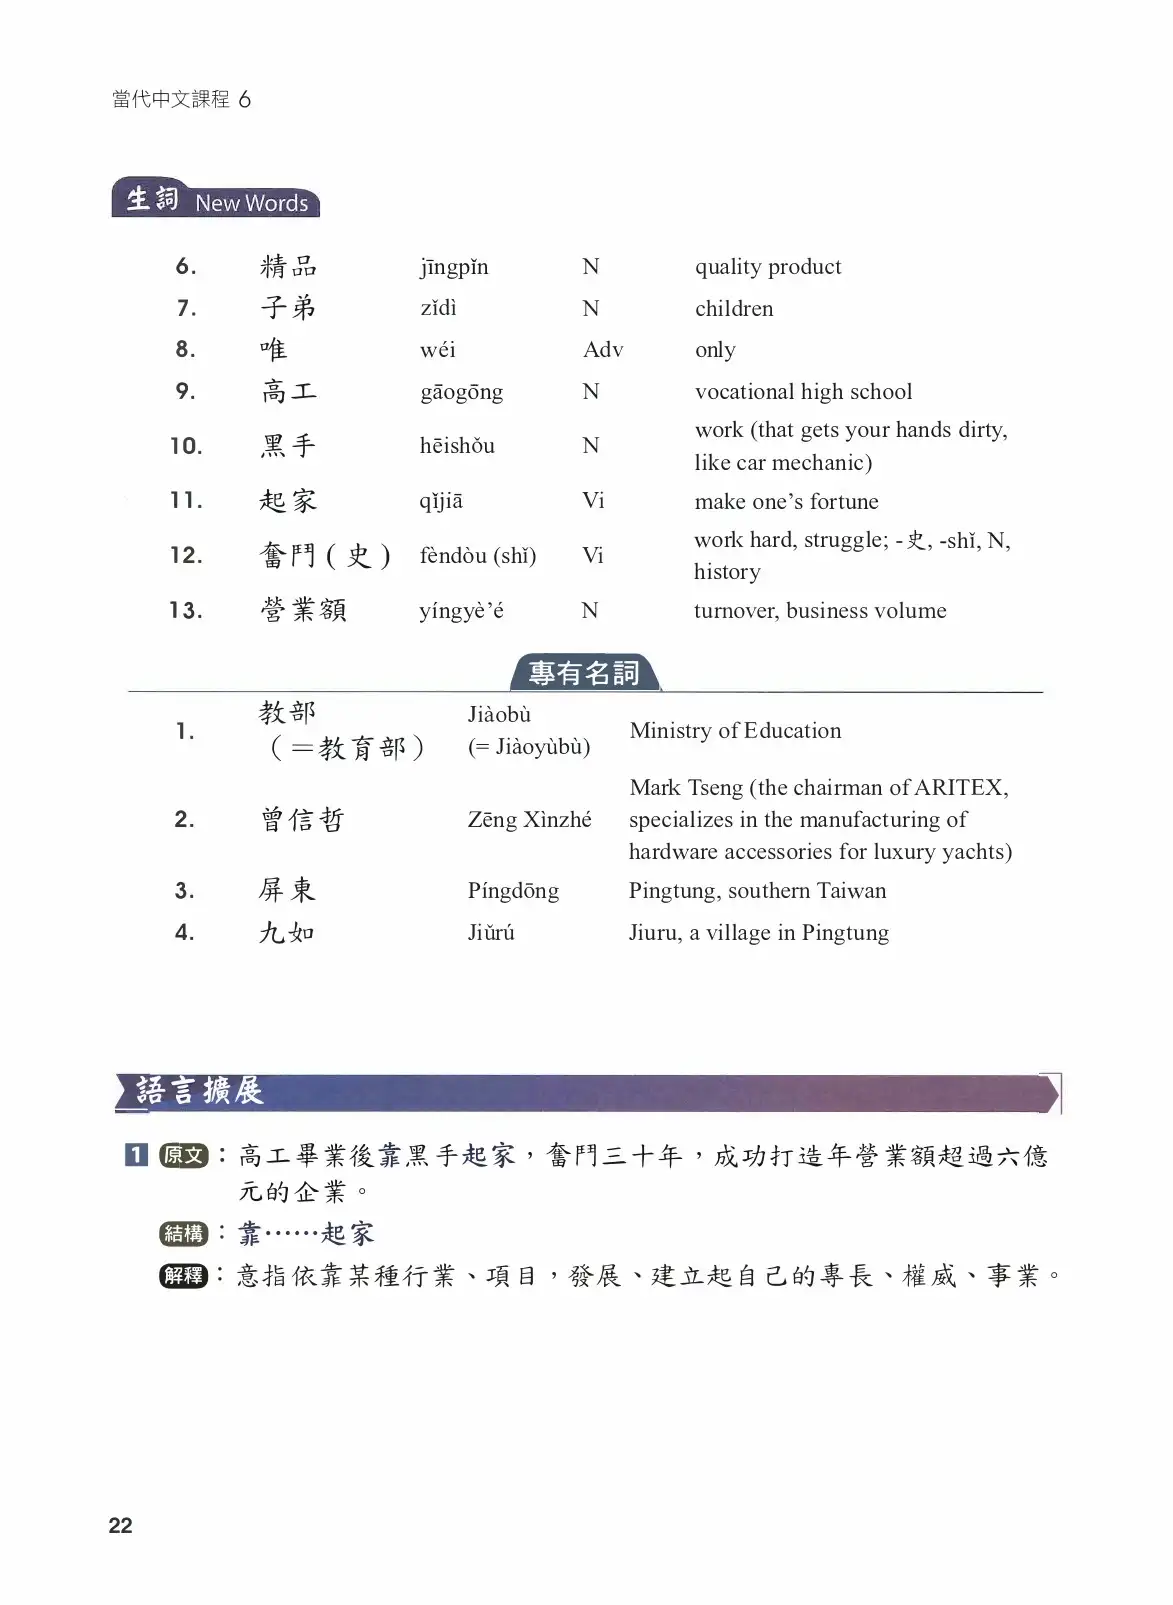 當代中文課程 6
生詞 New Words
6. 精品 jīngpǐn N quality product
7. 子弟 zǐdì N children
8. 唯 wéi Adv only
9. 高工 gāogōng N vocational high school
10. 黑手 hēishǒu N work (that gets your hands dirty,
like car mechanic)
11. 起家 qǐjiā Vi make one's fortune
12. 奮鬥(史) fèndòu (shǐ) Vi work hard, struggle; -史, -shǐ, N,
history
13. 營業額 yíngyè'é N turnover, business volume
專有名詞
1. 教部 Jiàobù Ministry of Education
（＝教育部） (= Jiàoyùbù)
Mark Tseng (the chairman of ARITEX,
2. 曾信哲 Zēng Xìnzhé specializes in the manufacturing of
hardware accessories for luxury yachts)
3. 屏東 Píngdōng Pingtung, southern Taiwan
4. 九如 Jiǔrú Jiuru, a village in Pingtung
語言擴展
1 原文：高工畢業後靠黑手起家，奮鬥三十年，成功打造年營業額超過六億
元的企業。
結構：靠……起家
解釋：意指依靠某種行業、項目，發展、建立起自己的專長、權威、事業。
22